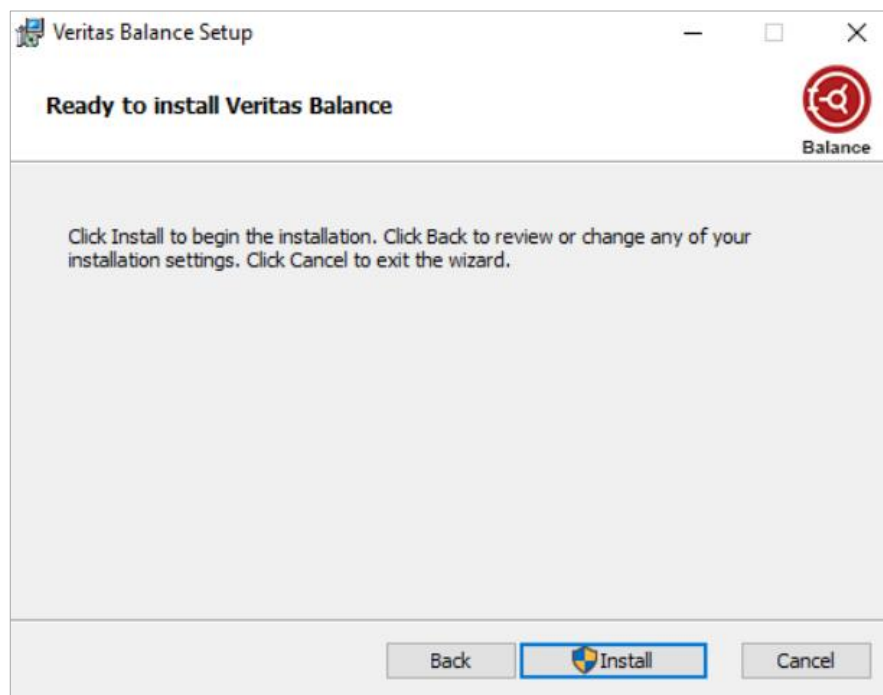 Veritas Balance Setup
Ready to install Veritas Balance
Balance
Click Install to begin the installation. Click Back to review or change any of your
installation settings. Click Cancel to exit the wizard.
Back
Install
Cancel